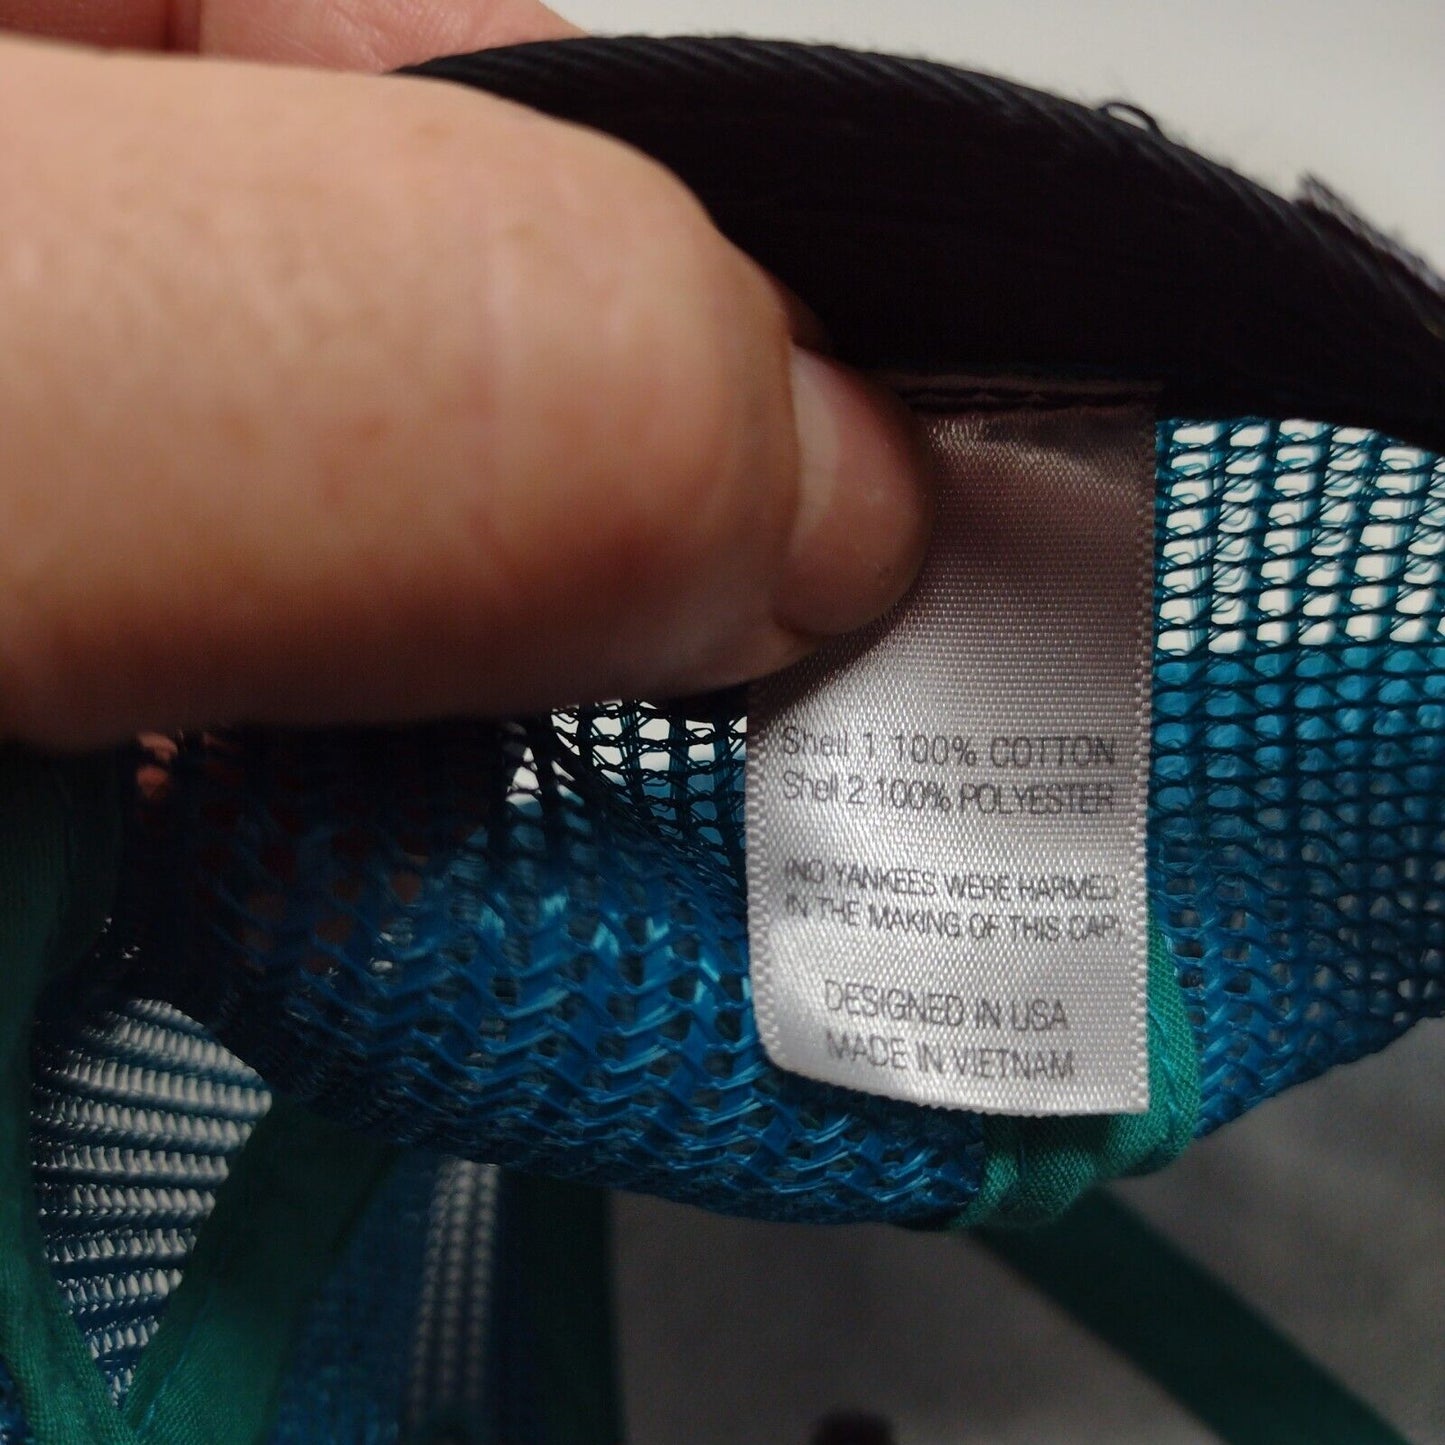 Shell 1 100% COTTON
Shell 2 100% POLYESTER
(NO YANKEES WERE HARMED
IN THE MAKING OF THIS CAP)
DESIGNED IN USA
MADE IN VIETNAM